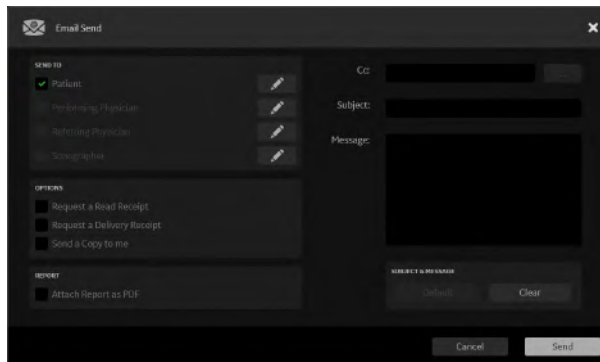 Email Send
SEND TO
Patient
Performing Physician
Referring Physician
Sonographer
OPTIONS
Request a Read Receipt
Request a Delivery Receipt
Send a Copy to me
REPORT
Attach Report as PDF
Cc:
Subject:
Message:
SUBJECT & MESSAGE
Default Clear
Cancel Send